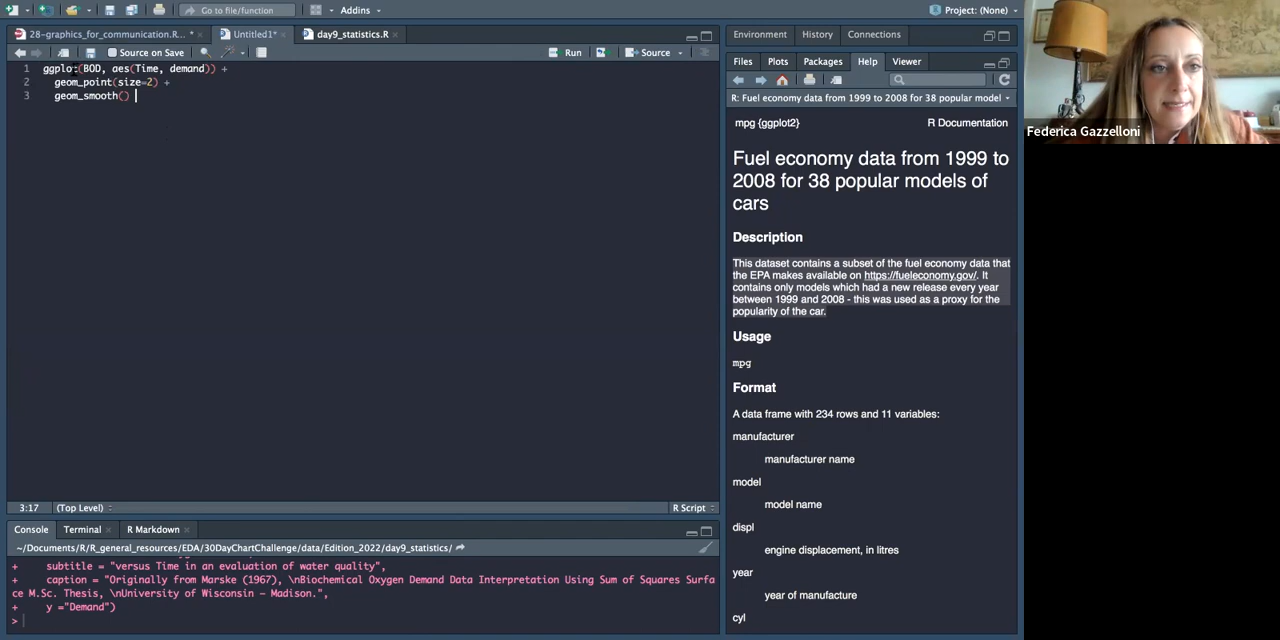 Go to file/function
Addins
Project: (None)
28-graphics_for_communication.R... *
Untitled1*
day9_statistics.R
Source on Save
Run
Source
1 ggplot(BOD, aes(Time, demand)) +
2 geom_point(size=2) +
3 geom_smooth()
3:17
(Top Level)
R Script
Console
Terminal
R Markdown
~/Documents/R/R_general_resources/EDA/30DayChartChallenge/data/Edition_2022/day9_statistics/
+ subtitle = "versus Time in an evaluation of water quality",
+ caption = "Originally from Marske (1967), \nBiochemical Oxygen Demand Data Interpretation Using Sum of Squares Surfa
ce M.Sc. Thesis, \nUniversity of Wisconsin – Madison.",
+ y ="Demand")
>
Environment
History
Connections
Files
Plots
Packages
Help
Viewer
R: Fuel economy data from 1999 to 2008 for 38 popular model
mpg {ggplot2}
R Documentation
Fuel economy data from 1999 to
2008 for 38 popular models of
cars
Description
This dataset contains a subset of the fuel economy data that
the EPA makes available on https://fueleconomy.gov/. It
contains only models which had a new release every year
between 1999 and 2008 - this was used as a proxy for the
popularity of the car.
Usage
mpg
Format
A data frame with 234 rows and 11 variables:
manufacturer
manufacturer name
model
model name
displ
engine displacement, in litres
year
year of manufacture
cyl
Federica Gazzelloni